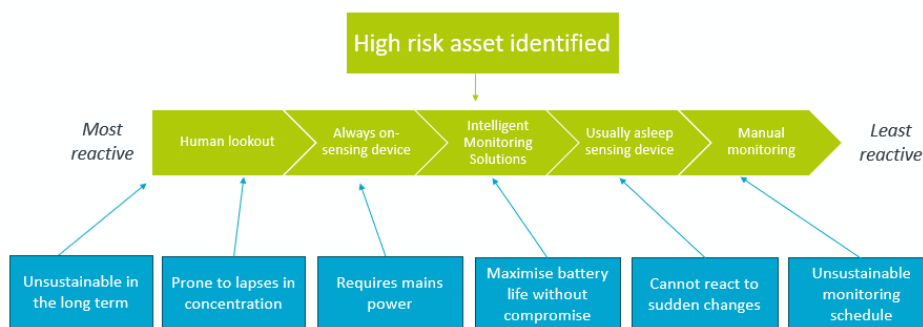 High risk asset identified
Most
reactive
Human lookout
Always on-
sensing device
Intelligent
Monitoring
Solutions
Usually asleep
sensing device
Manual
monitoring
Least
reactive
Unsustainable in
the long term
Prone to lapses in
concentration
Requires mains
power
Maximise battery
life without
compromise
Cannot react to
sudden changes
Unsustainable
monitoring
schedule